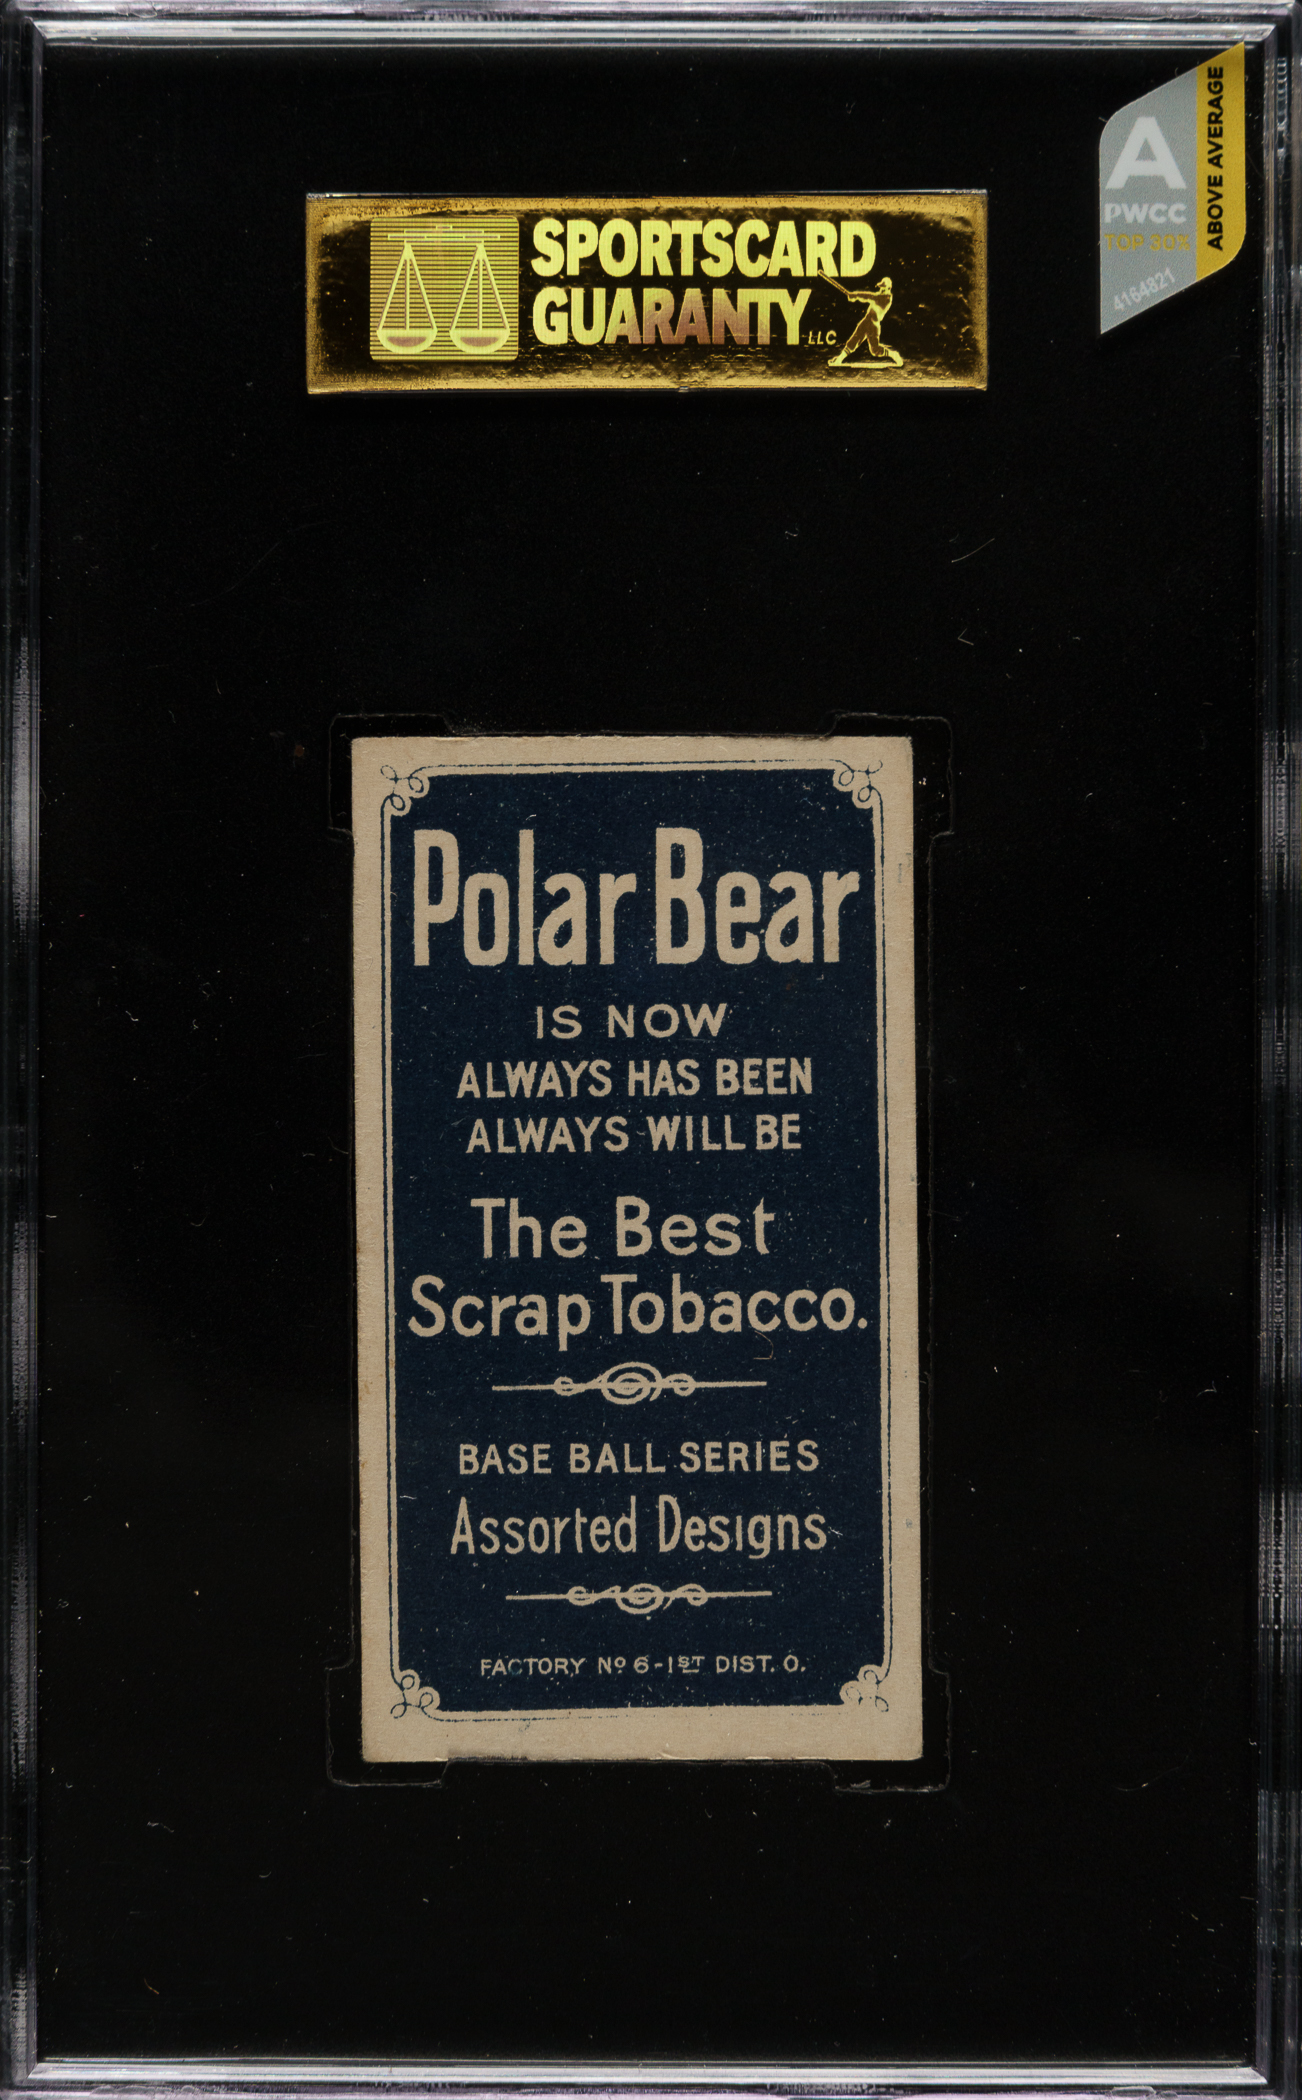 SPORTSCARD
GUARANTY LLC
A
PWCC
TOP 30%
4164821
ABOVE AVERAGE
Polar Bear
IS NOW
ALWAYS HAS BEEN
ALWAYS WILL BE
The Best
Scrap Tobacco.
BASE BALL SERIES
Assorted Designs
FACTORY Nº 6-1ST DIST. O.